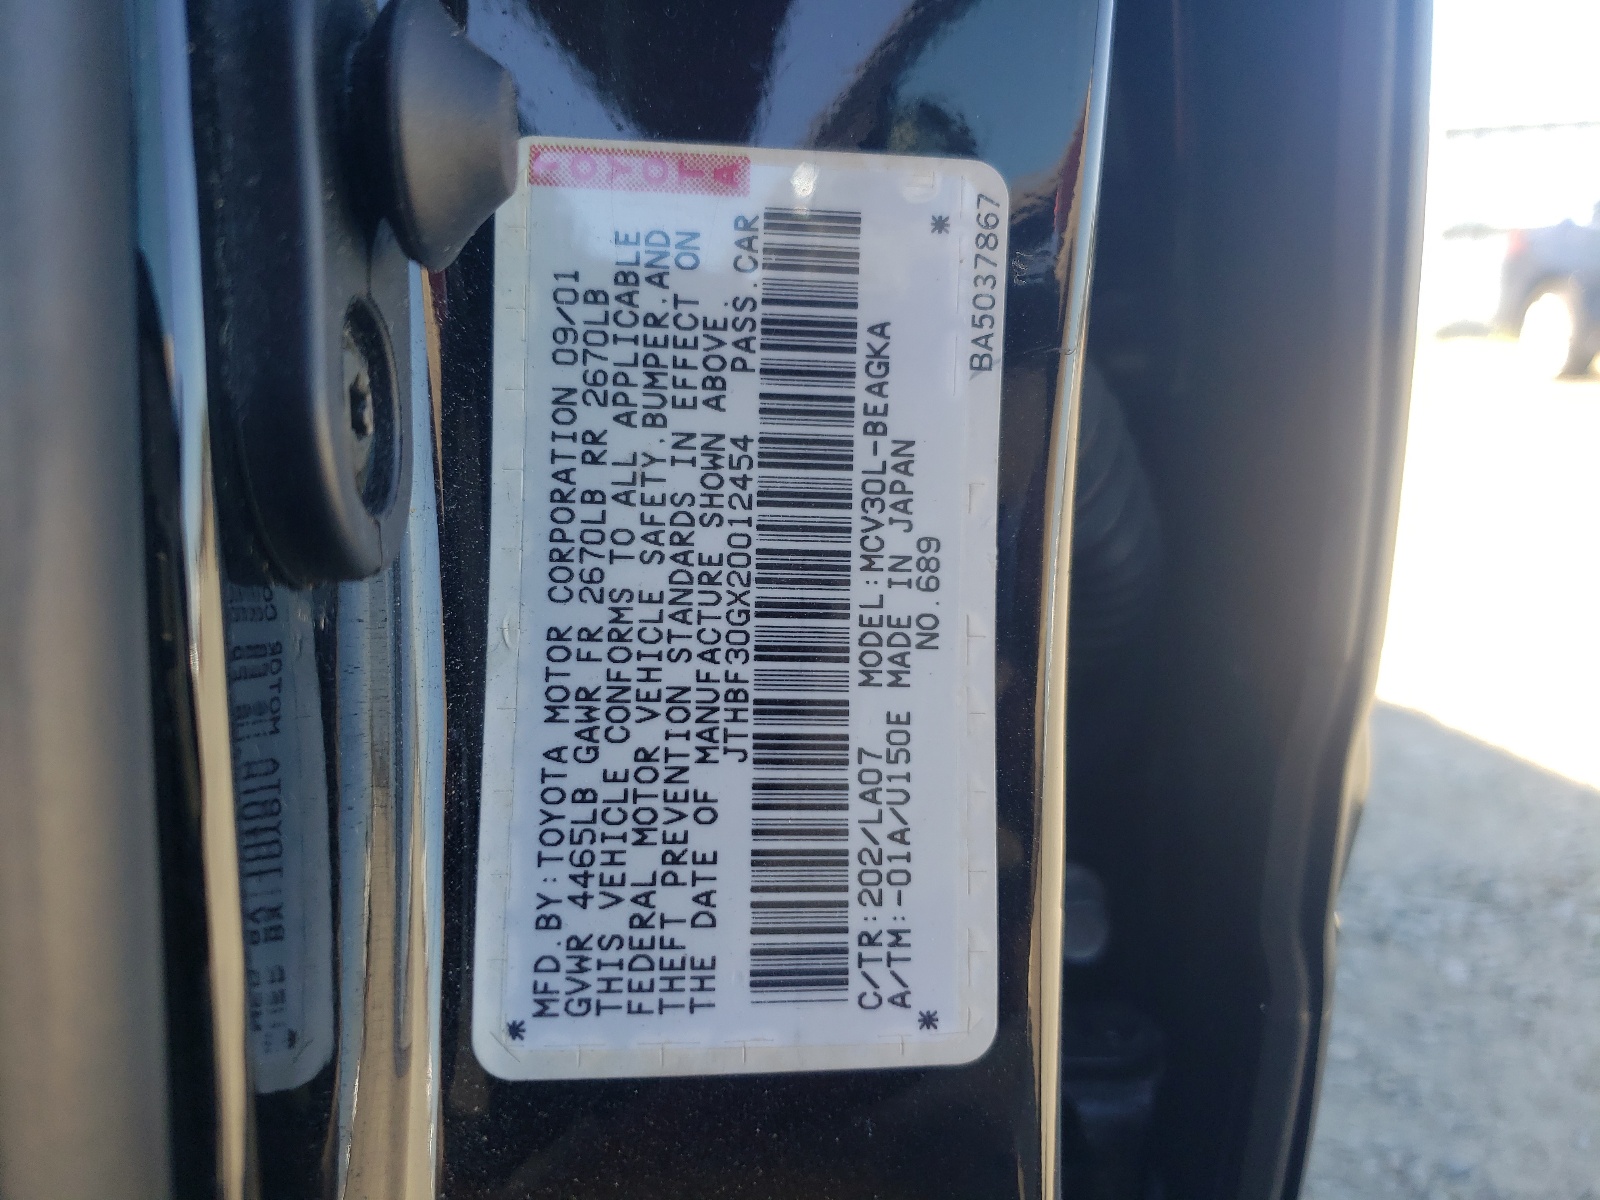 TOYOTA
MFD.BY:TOYOTA MOTOR CORPORATION 09/01
GVWR 4465LB GAWR FR 2670LB RR 2670LB
THIS VEHICLE CONFORMS TO ALL APPLICABLE
FEDERAL MOTOR VEHICLE SAFETY,BUMPER,AND
THEFT PREVENTION STANDARDS IN EFFECT ON
THE DATE OF MANUFACTURE SHOWN ABOVE.
JTHBF30GX20012454 PASS.CAR
C/TR:202/LA07 MODEL:MCV30L-BEAGKA
A/TM:-01A/U150E MADE IN JAPAN
NO.689
BA5037867